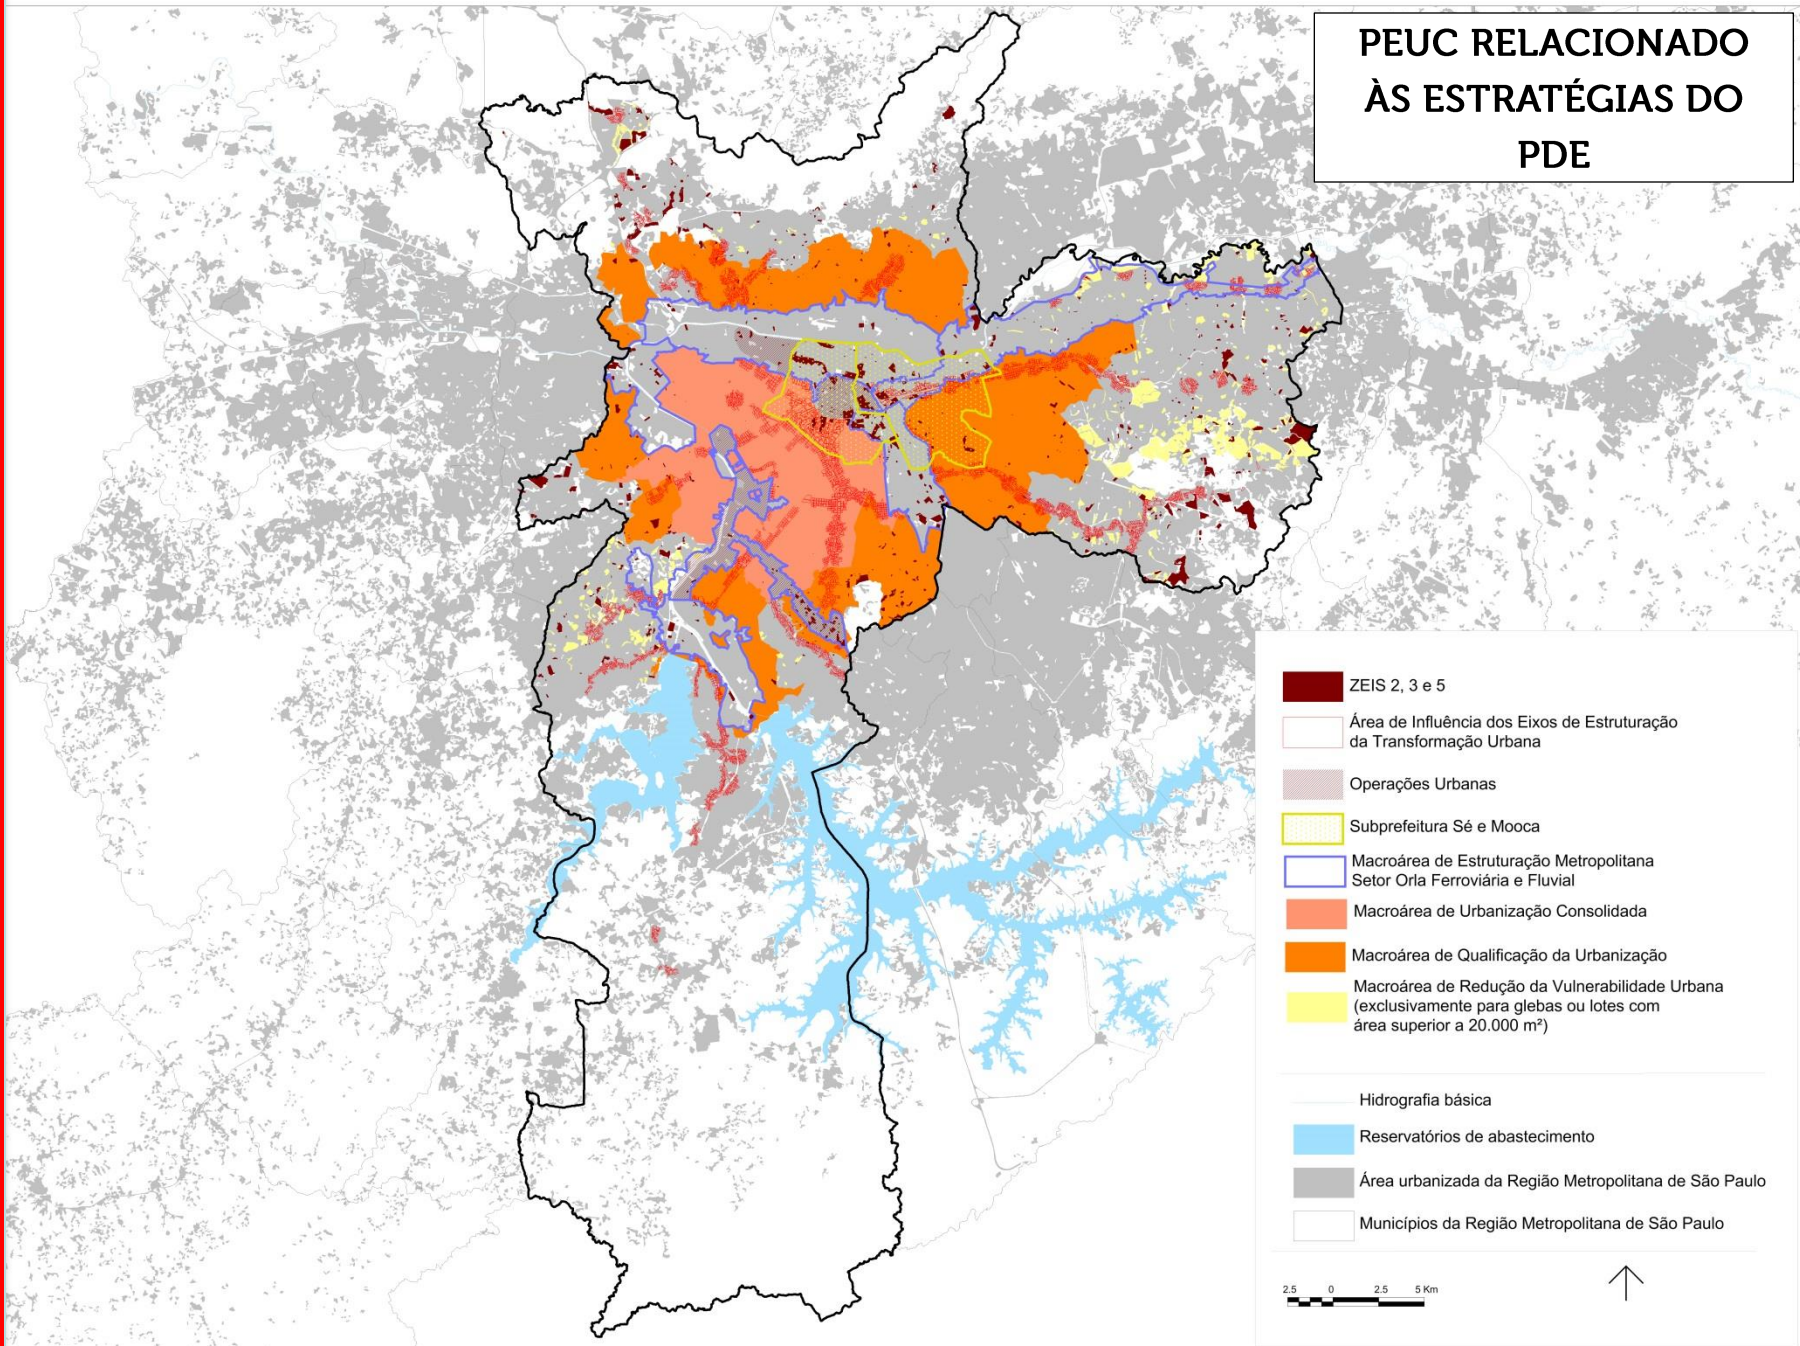 PEUC RELACIONADO
ÀS ESTRATÉGIAS DO
PDE
ZEIS 2, 3 e 5
Área de Influência dos Eixos de Estruturação
da Transformação Urbana
Operações Urbanas
Subprefeitura Sé e Mooca
Macroárea de Estruturação Metropolitana
Setor Orla Ferroviária e Fluvial
Macroárea de Urbanização Consolidada
Macroárea de Qualificação da Urbanização
Macroárea de Redução da Vulnerabilidade Urbana
(exclusivamente para glebas ou lotes com
área superior a 20.000 m²)
Hidrografia básica
Reservatórios de abastecimento
Área urbanizada da Região Metropolitana de São Paulo
Municípios da Região Metropolitana de São Paulo
2.5 0 2.5 5 Km